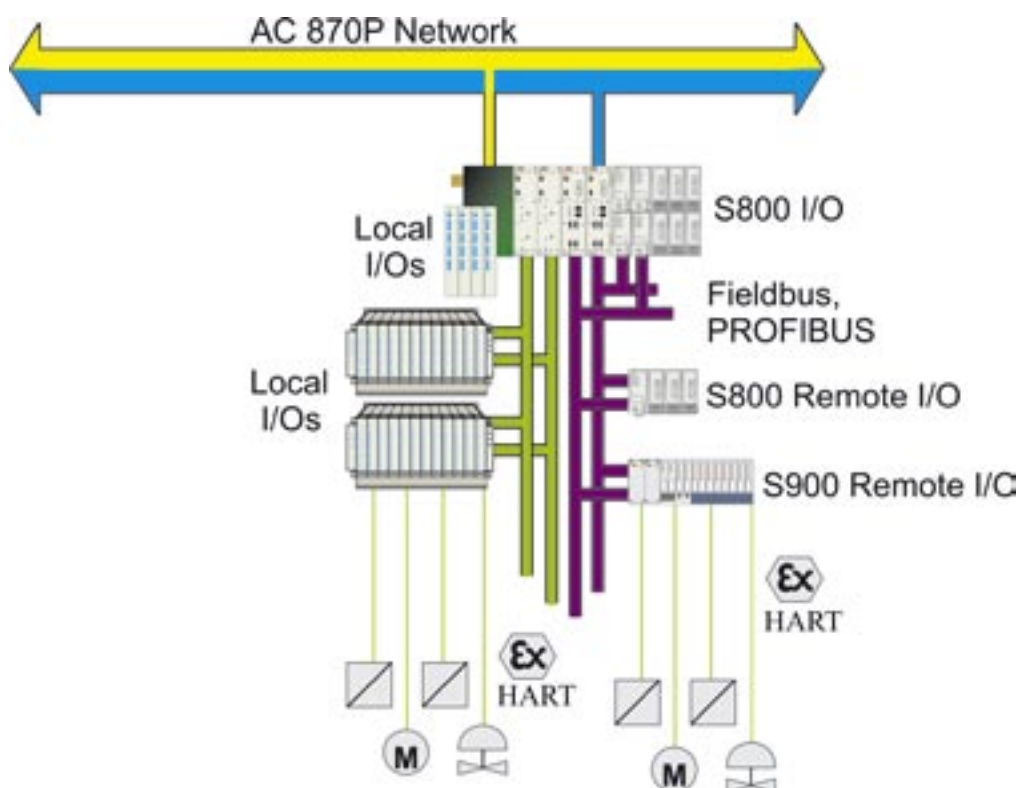 AC 870P Network
S800 I/O
Local
I/Os
Fieldbus,
PROFIBUS
Local
I/Os
S800 Remote I/O
S900 Remote I/C
Ex
HART
Ex
HART
M
M